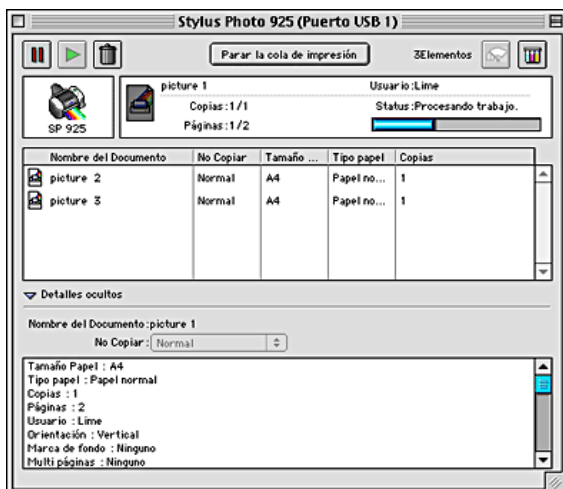 Stylus Photo 925 (Puerto USB 1)
Parar la cola de impresión
3Elementos
SP 925
picture 1
Usuario:Lime
Copias:1/1
Status:Procesando trabajo.
Páginas:1/2
Nombre del Documento No Copiar Tamaño ... Tipo papel Copias
picture 2 Normal A4 Papel no... 1
picture 3 Normal A4 Papel no... 1
Detalles ocultos
Nombre del Documento:picture 1
No Copiar: Normal
Tamaño Papel : A4
Tipo papel : Papel normal
Copias : 1
Páginas : 2
Usuario : Lime
Orientación : Vertical
Marca de fondo : Ninguno
Multi páginas : Ninguno